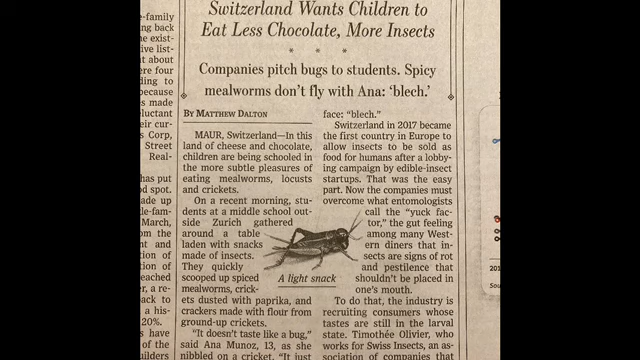 Switzerland Wants Children to
Eat Less Chocolate, More Insects
* * *
Companies pitch bugs to students. Spicy
mealworms don't fly with Ana: 'blech.'
BY MATTHEW DALTON
MAUR, Switzerland—In this
land of cheese and chocolate,
children are being schooled in
the more subtle pleasures of
eating mealworms, locusts
and crickets.
On a recent morning, stu-
dents at a middle school out-
side Zurich gathered
around a table
laden with snacks
made of insects.
They quickly
scooped up spiced
mealworms, crick-
ets dusted with paprika, and
crackers made with flour from
ground-up crickets.
"It doesn't taste like a bug,"
said Ana Munoz, 13, as she
nibbled on a cricket. "It just
A light snack
face: "blech."
Switzerland in 2017 became
the first country in Europe to
allow insects to be sold as
food for humans after a lobby-
ing campaign by edible-insect
startups. That was the easy
part. Now the companies must
overcome what entomologists
call the "yuck fac-
tor," the gut feeling
among many West-
ern diners that in-
sects are signs of rot
and pestilence that
shouldn't be placed in
one's mouth.
To do that, the industry is
recruiting consumers whose
tastes are still in the larval
state. Timothée Olivier, who
works for Swiss Insects, an as-
sociation of companies that